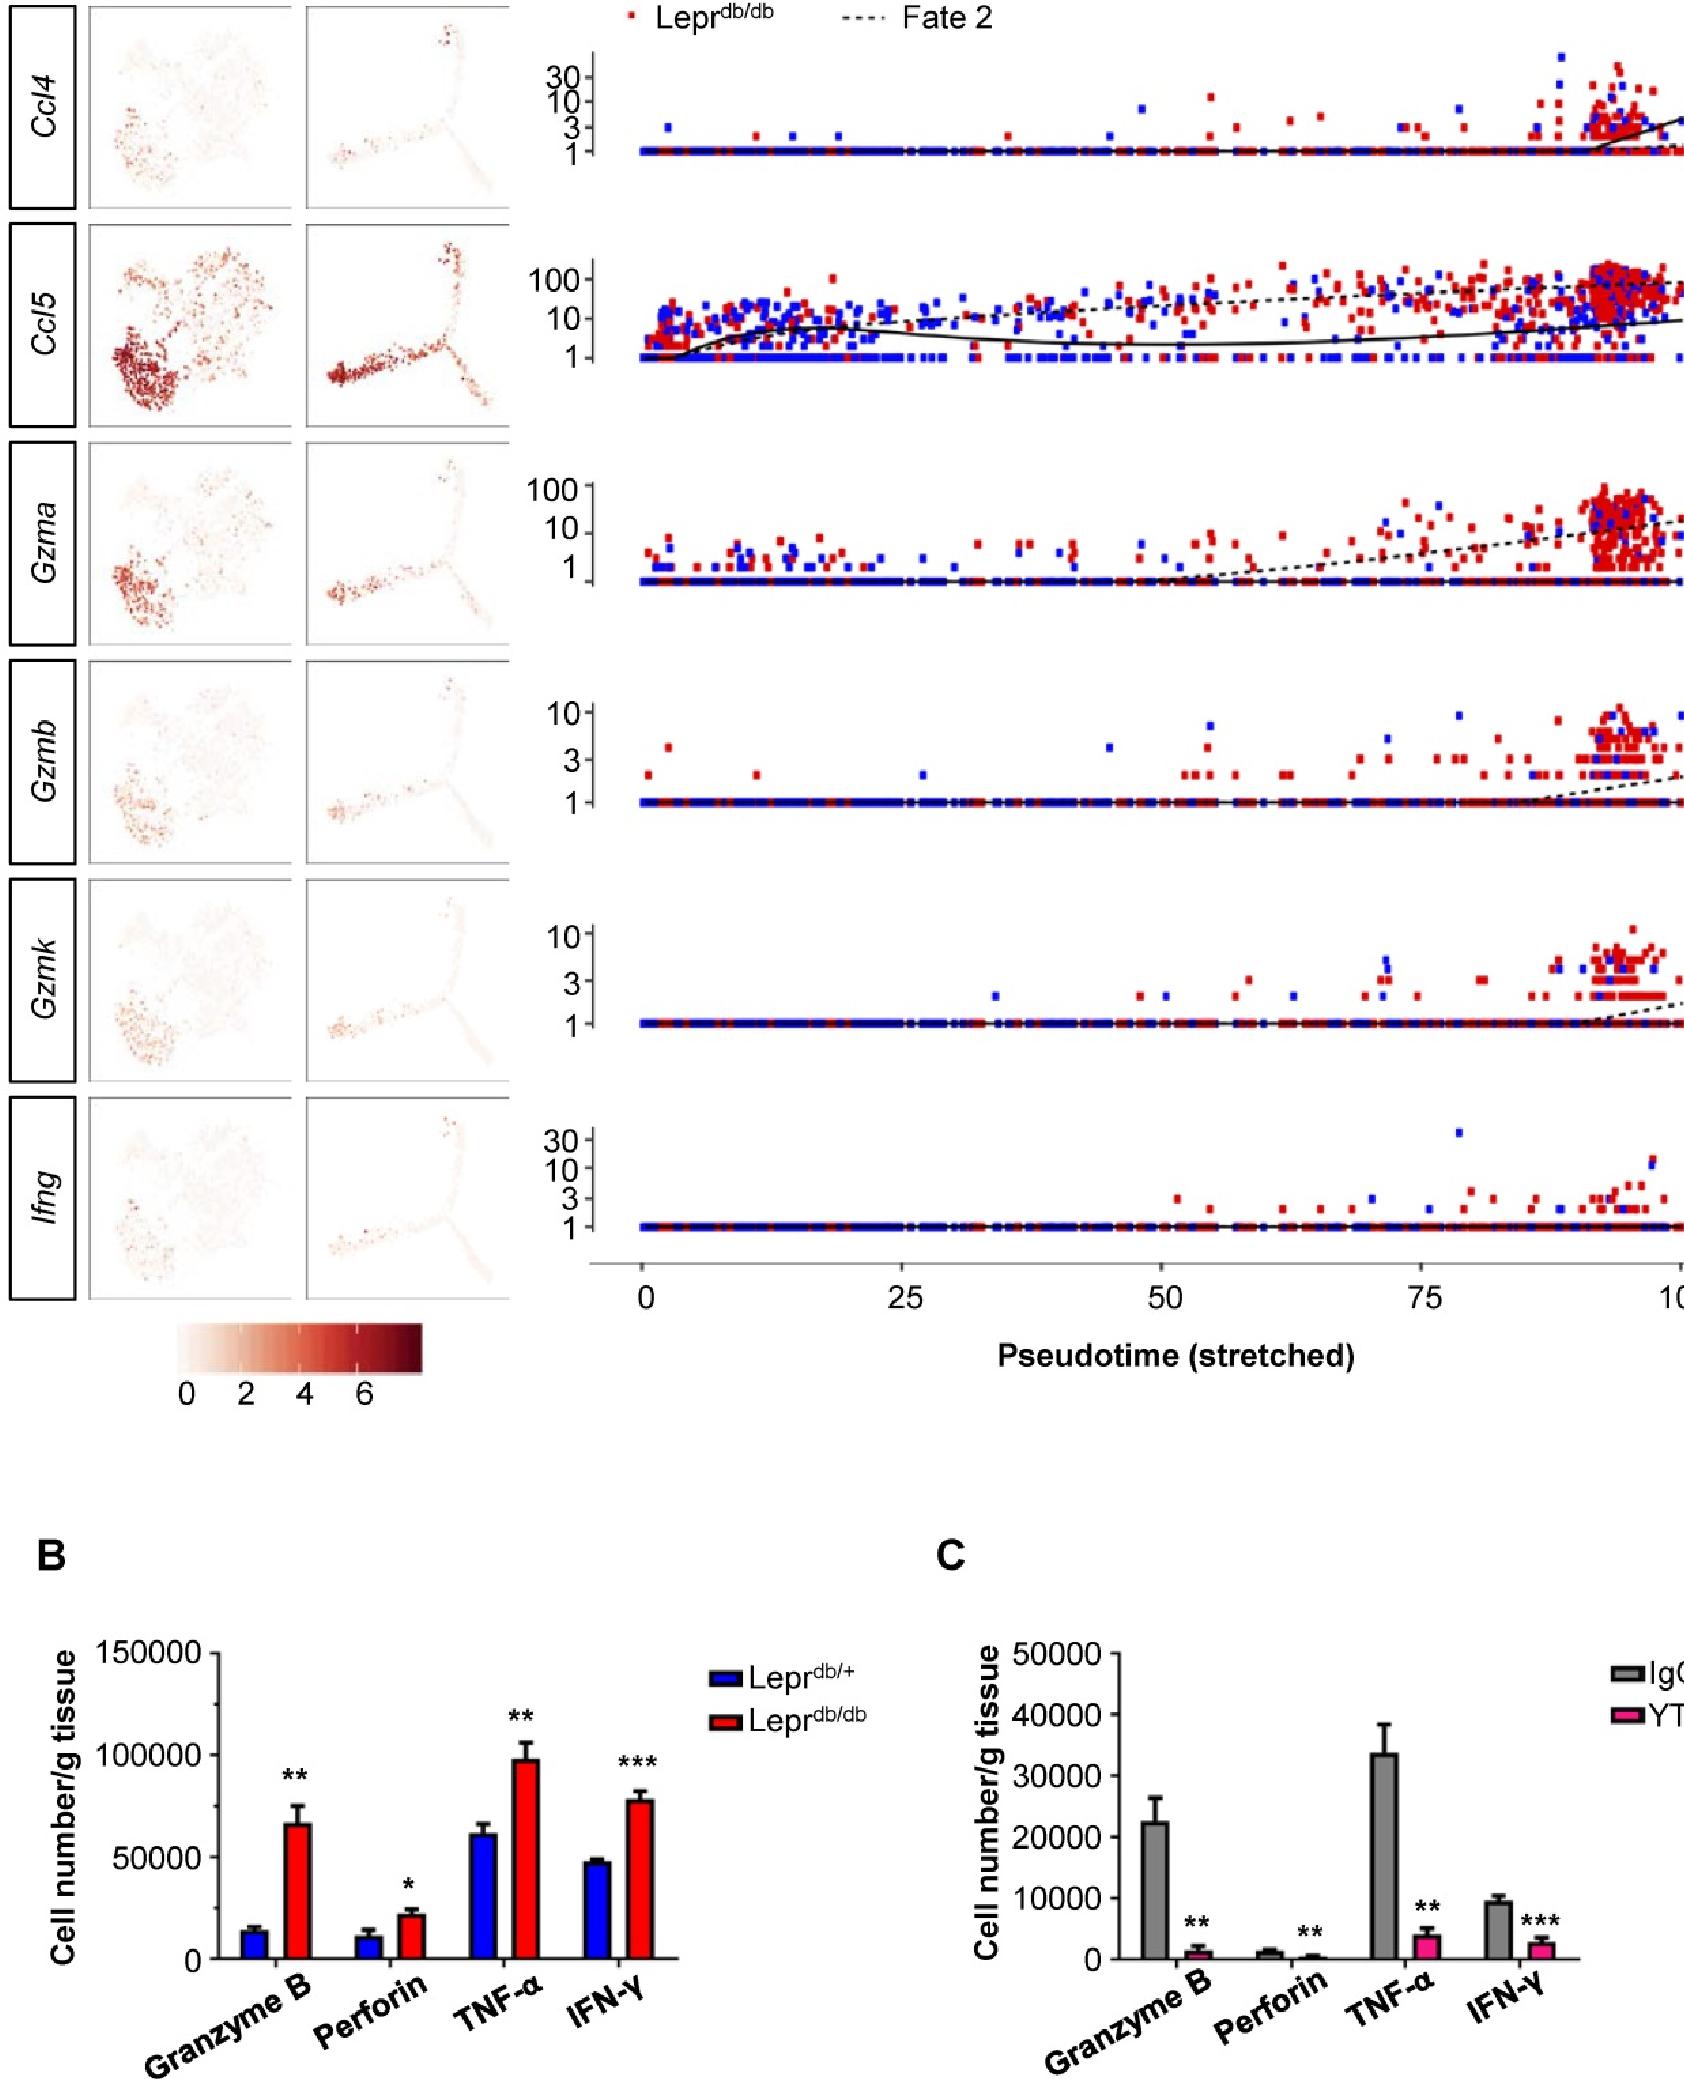 Lepr^db/db Fate 2
Ccl4
30
10
3
1
Ccl5
100
10
1
Gzma
100
10
1
Gzmb
10
3
1
Gzmk
10
3
1
Ifng
30
10
3
1
0 25 50 75
Pseudotime (stretched)
0 2 4 6
B
Cell number/g tissue
150000
100000
50000
0
** * ** ***
Lepr^db/+
Lepr^db/db
Granzyme B Perforin TNF-α IFN-γ
C
Cell number/g tissue
50000
40000
30000
20000
10000
0
** ** ** ***
YT
Granzyme B Perforin TNF-α IFN-γ